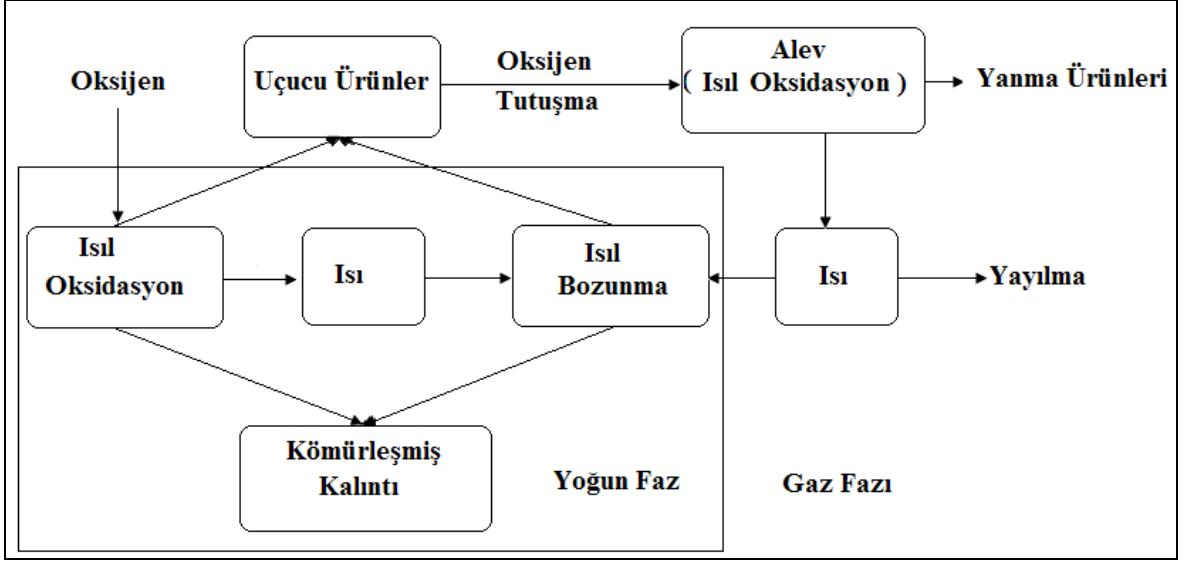 Oksijen
Uçucu Ürünler
Oksijen
Tutuşma
Alev
( Isıl Oksidasyon )
Yanma Ürünleri
Isıl
Oksidasyon
Isı
Isıl
Bozunma
Isı
Yayılma
Kömürleşmiş
Kalıntı
Yoğun Faz
Gaz Fazı